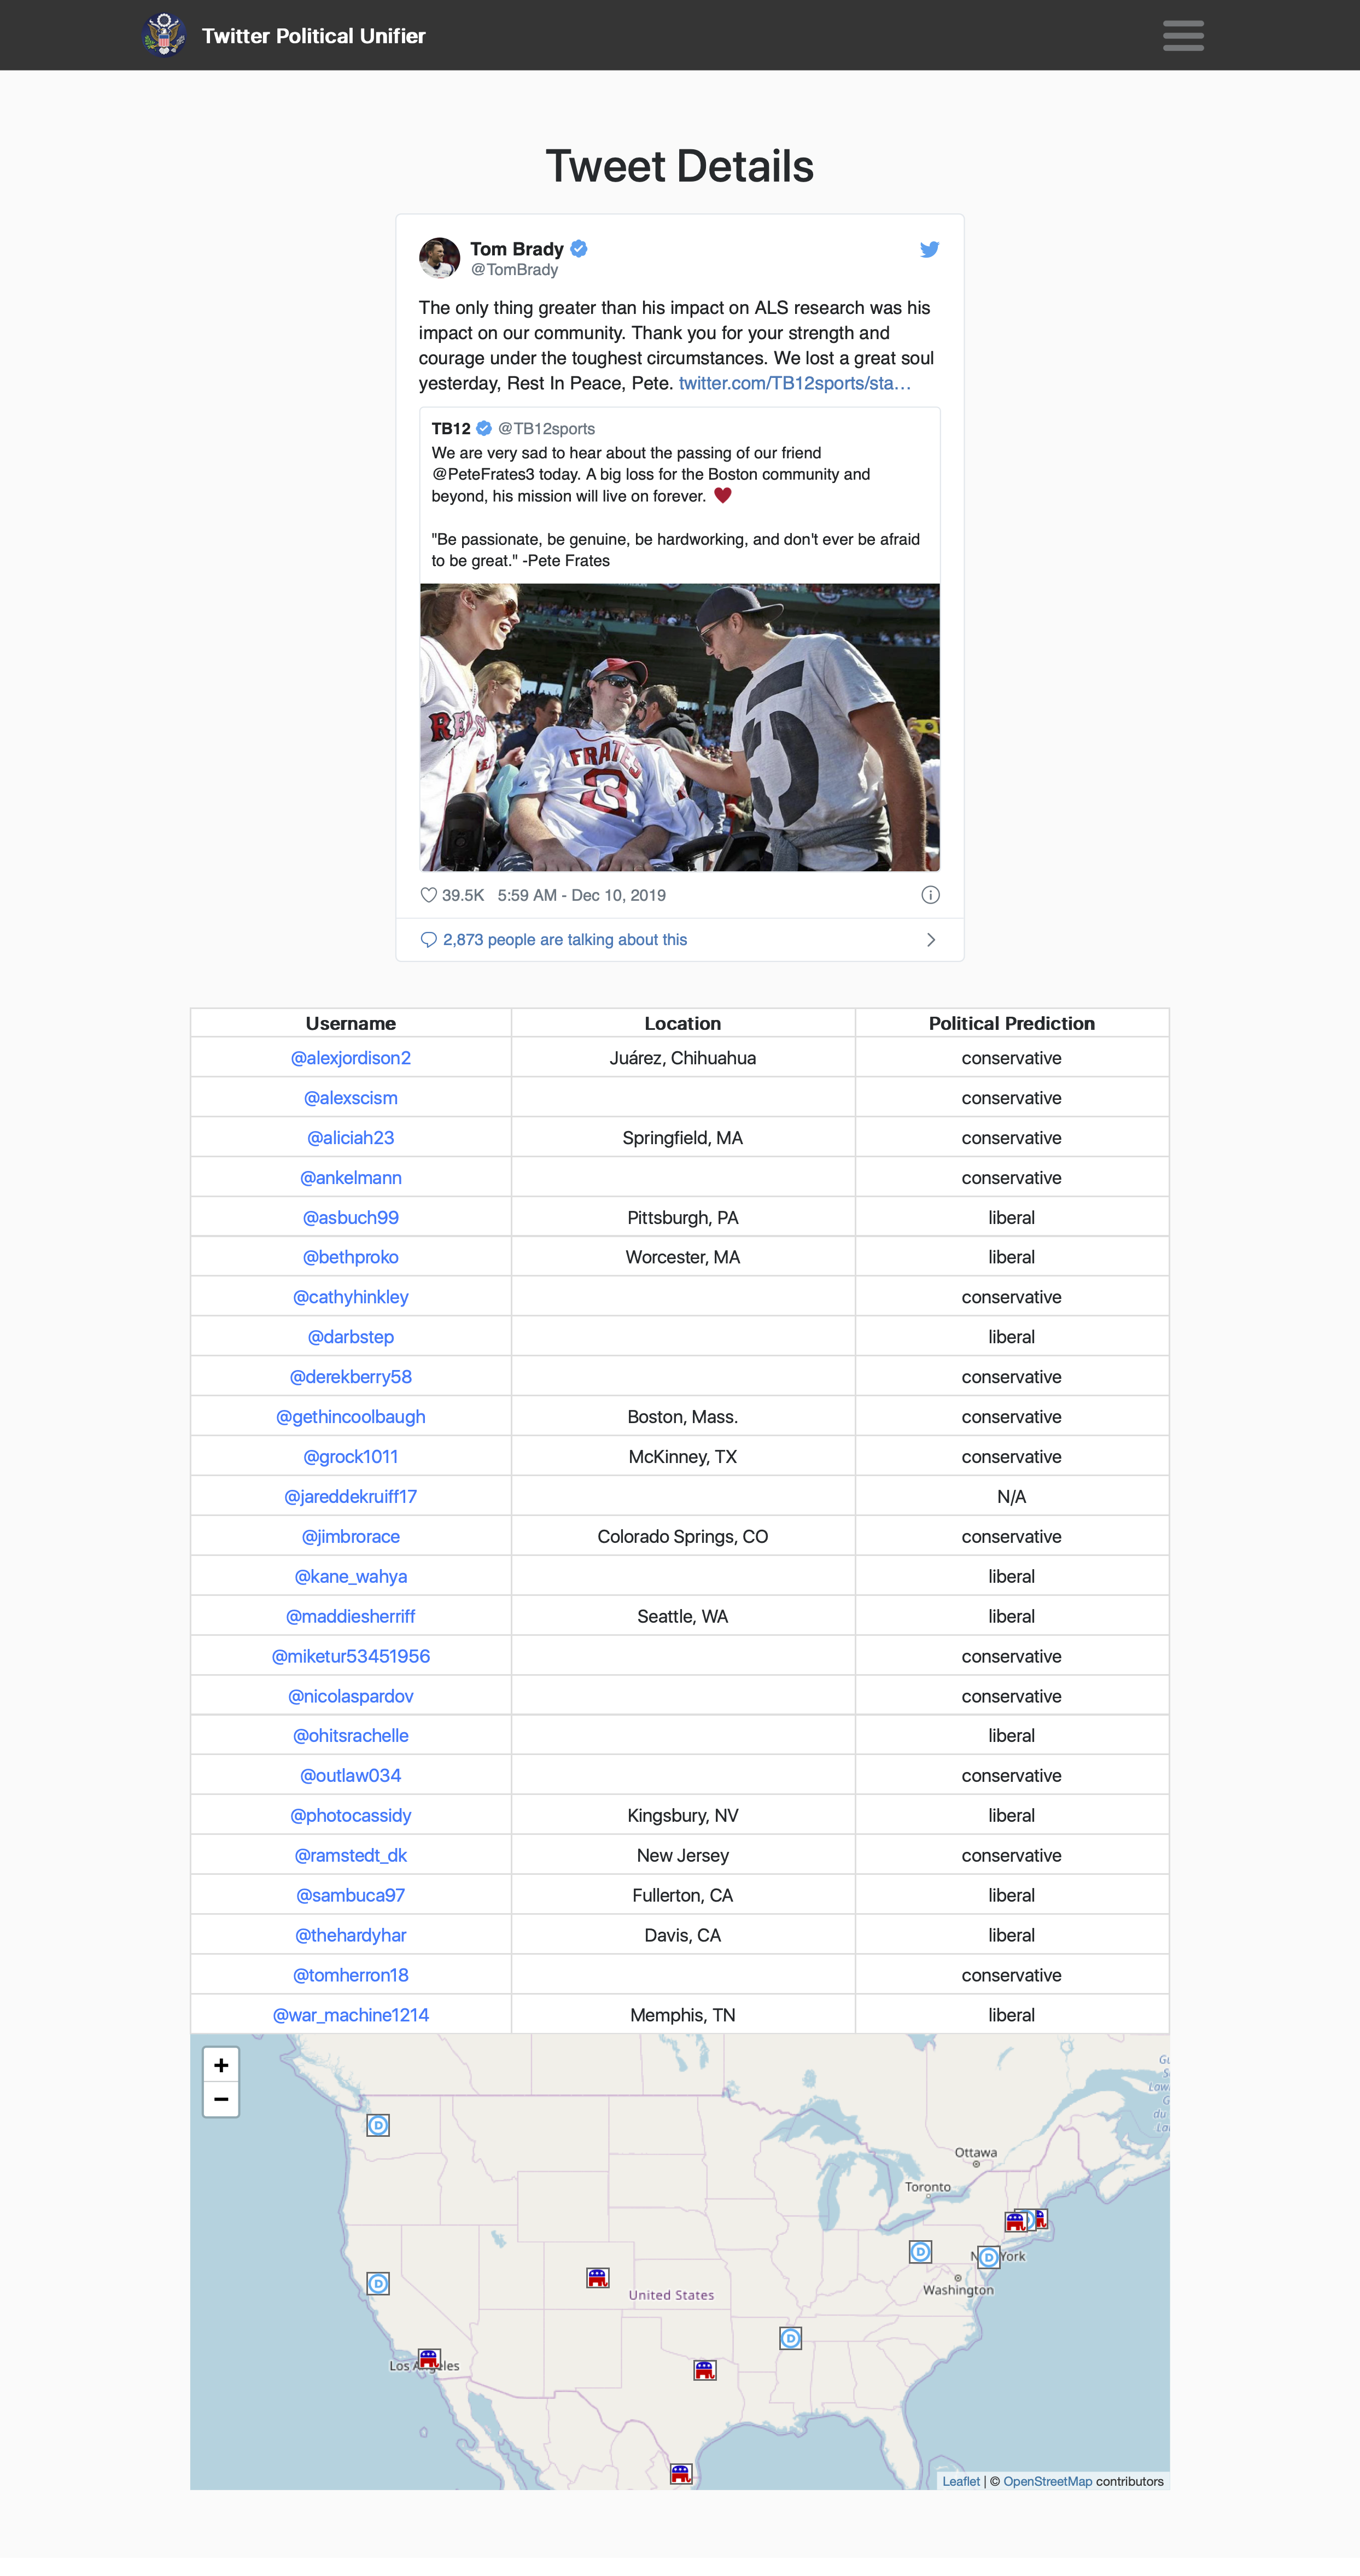 Twitter Political Unifier
Tweet Details
Tom Brady
@TomBrady
The only thing greater than his impact on ALS research was his
impact on our community. Thank you for your strength and
courage under the toughest circumstances. We lost a great soul
yesterday, Rest In Peace, Pete. twitter.com/TB12sports/sta…
TB12 @TB12sports
We are very sad to hear about the passing of our friend
@PeteFrates3 today. A big loss for the Boston community and
beyond, his mission will live on forever. ♥
"Be passionate, be genuine, be hardworking, and don't ever be afraid
to be great." -Pete Frates
FRATES
3
39.5K 5:59 AM - Dec 10, 2019
2,873 people are talking about this
Username Location Political Prediction
@alexjordison2 Juárez, Chihuahua conservative
@alexscism conservative
@aliciah23 Springfield, MA conservative
@ankelmann conservative
@asbuch99 Pittsburgh, PA liberal
@bethproko Worcester, MA liberal
@cathyhinkley conservative
@darbstep liberal
@derekberry58 conservative
@gethincoolbaugh Boston, Mass. conservative
@grock1011 McKinney, TX conservative
@jareddekruiff17 N/A
@jimbrorace Colorado Springs, CO conservative
@kane_wahya liberal
@maddiesherriff Seattle, WA liberal
@miketur53451956 conservative
@nicolaspardov conservative
@ohitsrachelle liberal
@outlaw034 conservative
@photocassidy Kingsbury, NV liberal
@ramstedt_dk New Jersey conservative
@sambuca97 Fullerton, CA liberal
@thehardyhar Davis, CA liberal
@tomherron18 conservative
@war_machine1214 Memphis, TN liberal
+
−
D
Ottawa
Toronto
D
D
York
Washington
D
United States
D
Los Angeles
Leaflet | © OpenStreetMap contributors